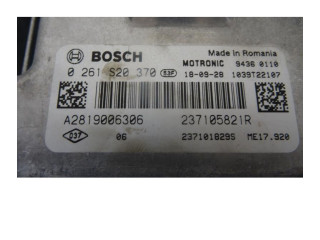 BOSCH Made in Romania
MOTRONIC 9436 0110
0 261 S20 370 S3F 18-09-28 1039T22107
A2819006306 237105821R
06 237101829S ME17.920